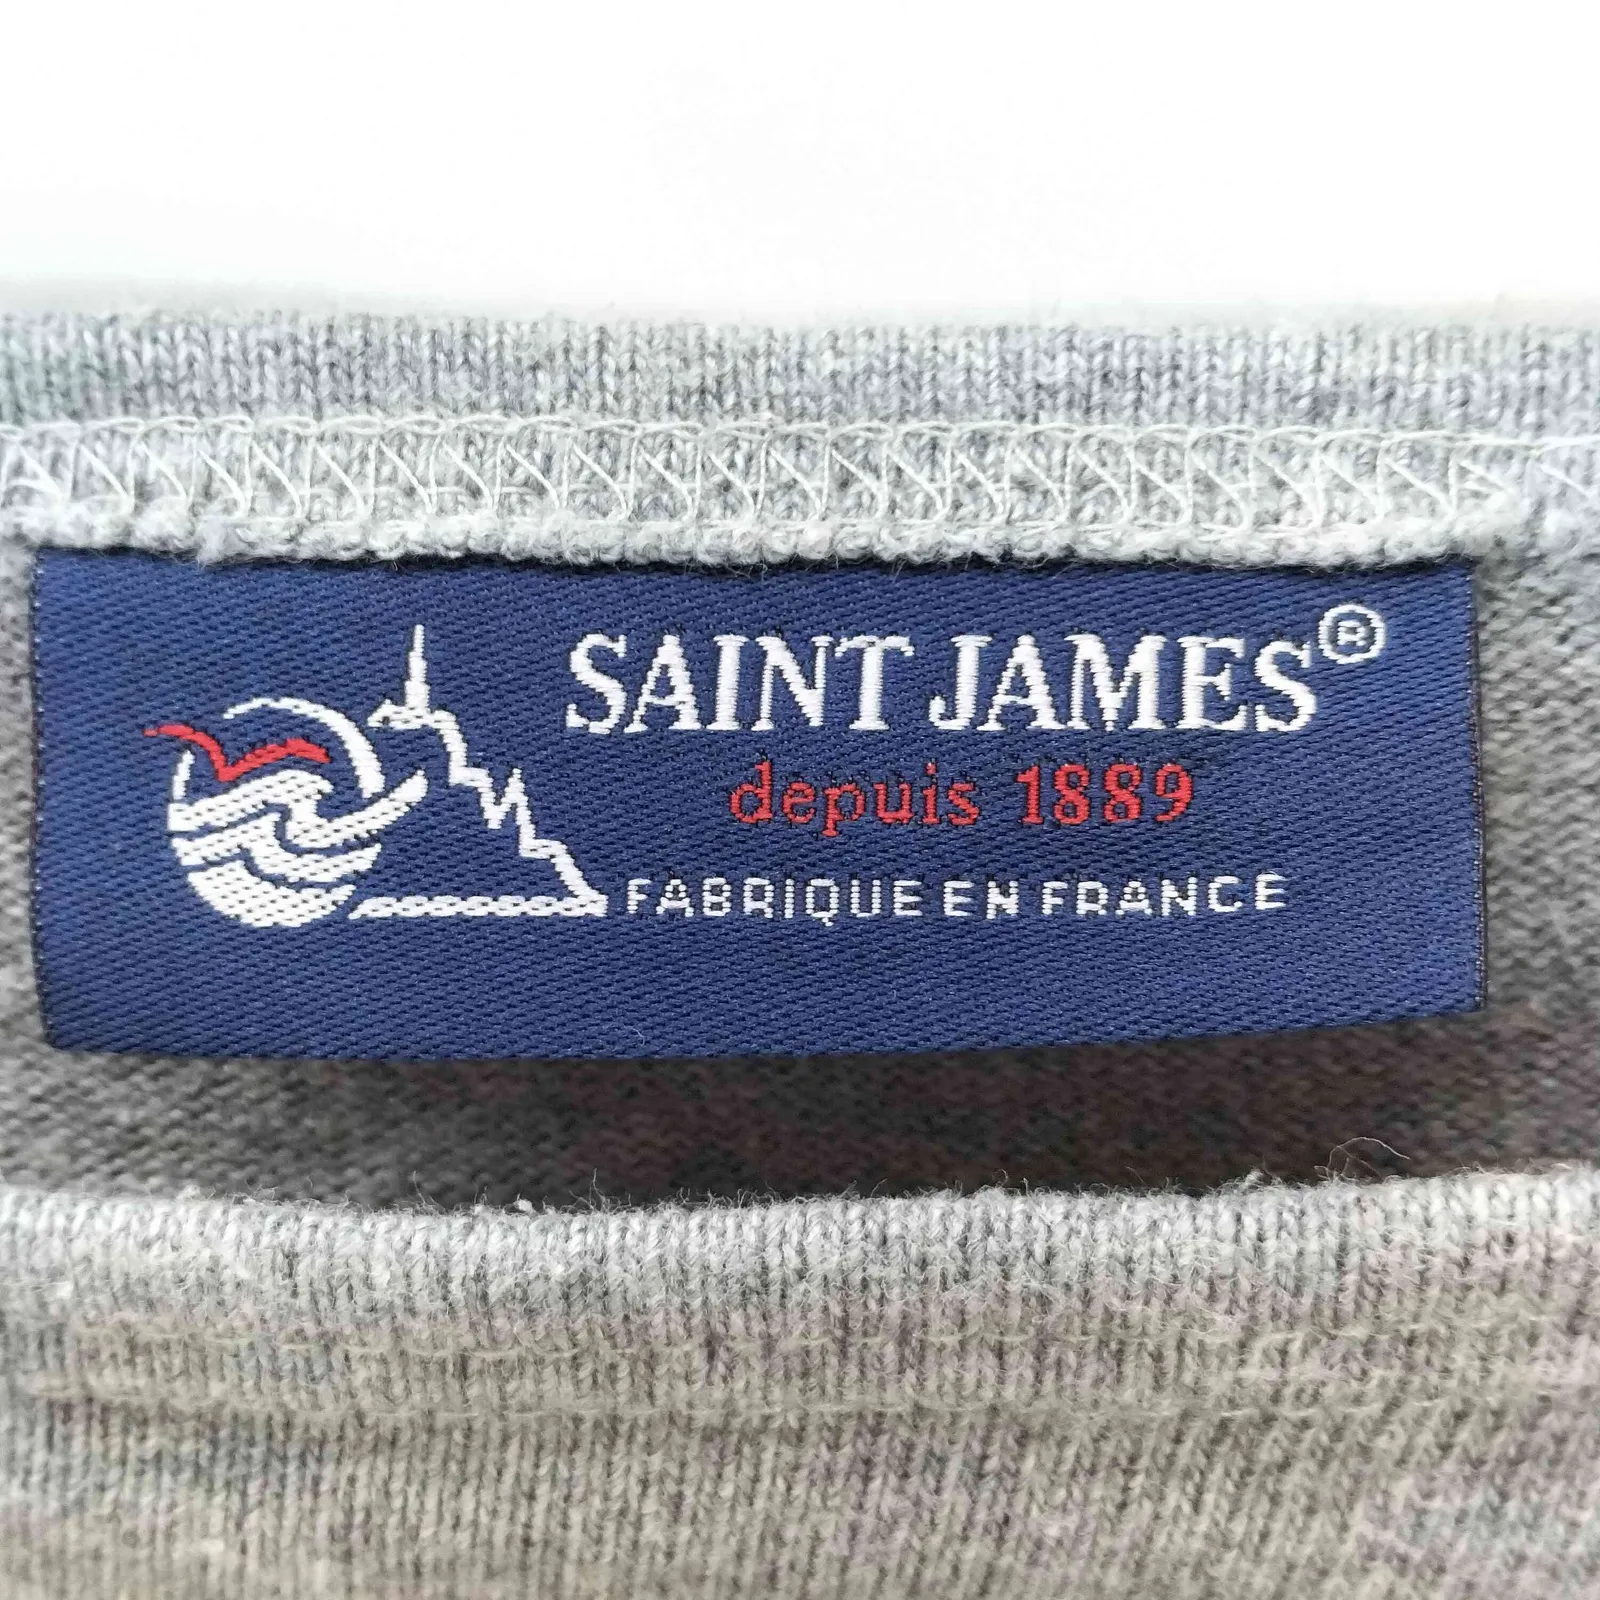 SAINT JAMES®
depuis 1889
FABRIQUE EN FRANCE